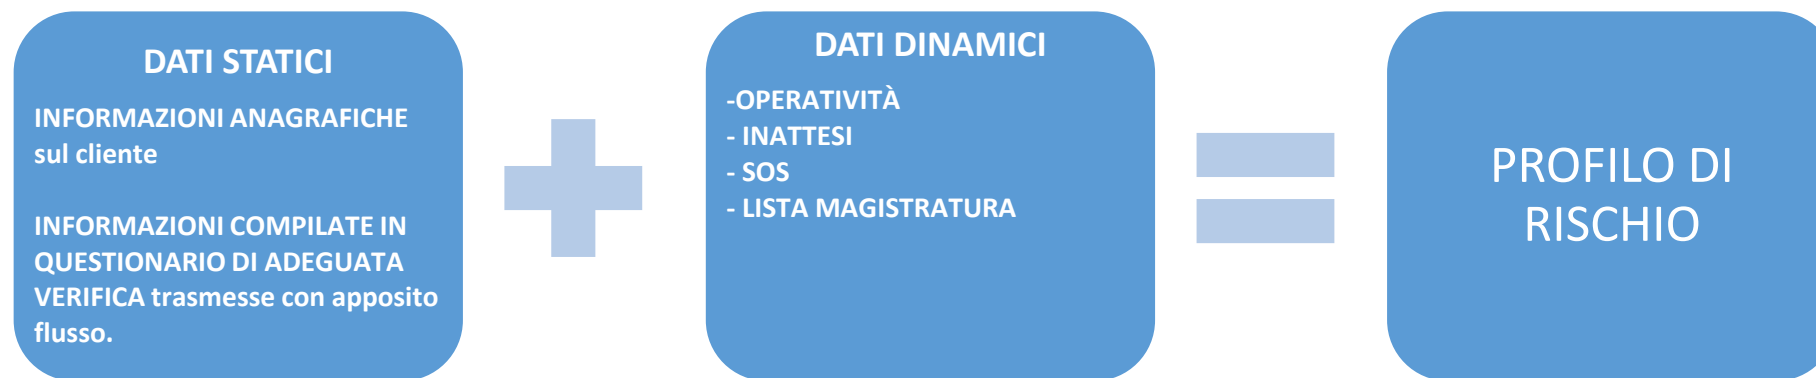 DATI STATICI
INFORMAZIONI ANAGRAFICHE
sul cliente
INFORMAZIONI COMPILATE IN
QUESTIONARIO DI ADEGUATA
VERIFICA trasmesse con apposito
flusso.
DATI DINAMICI
-OPERATIVITÀ
- INATTESI
- SOS
- LISTA MAGISTRATURA
PROFILO DI
RISCHIO